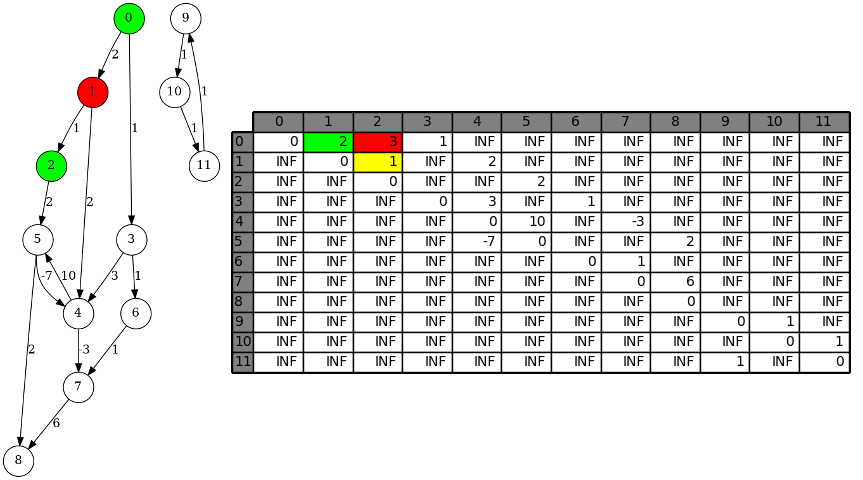 0
9
2
1
10
1
1
1
1
1
11
2
2
2
5
3
-7
10
3
1
4
6
2
-3
1
7
6
8
0 1 2 3 4 5 6 7 8 9 10 11
0 0 2 3 1 INF INF INF INF INF INF INF INF
1 INF 0 1 INF 2 INF INF INF INF INF INF INF
2 INF INF 0 INF INF 2 INF INF INF INF INF INF
3 INF INF INF 0 3 INF 1 INF INF INF INF INF
4 INF INF INF INF 0 10 INF -3 INF INF INF INF
5 INF INF INF INF -7 0 INF INF 2 INF INF INF
6 INF INF INF INF INF INF 0 1 INF INF INF INF
7 INF INF INF INF INF INF INF 0 6 INF INF INF
8 INF INF INF INF INF INF INF INF 0 INF INF INF
9 INF INF INF INF INF INF INF INF INF 0 1 INF
10 INF INF INF INF INF INF INF INF INF INF 0 1
11 INF INF INF INF INF INF INF INF INF 1 INF 0